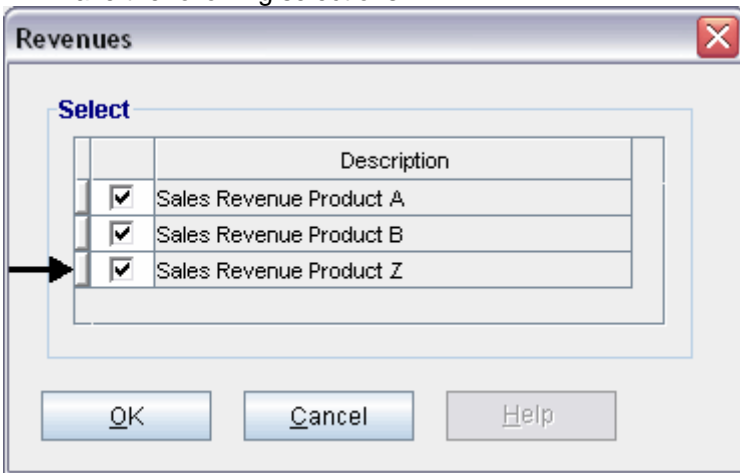 Revenues
Select
Description
Sales Revenue Product A
Sales Revenue Product B
Sales Revenue Product Z
OK Cancel Help